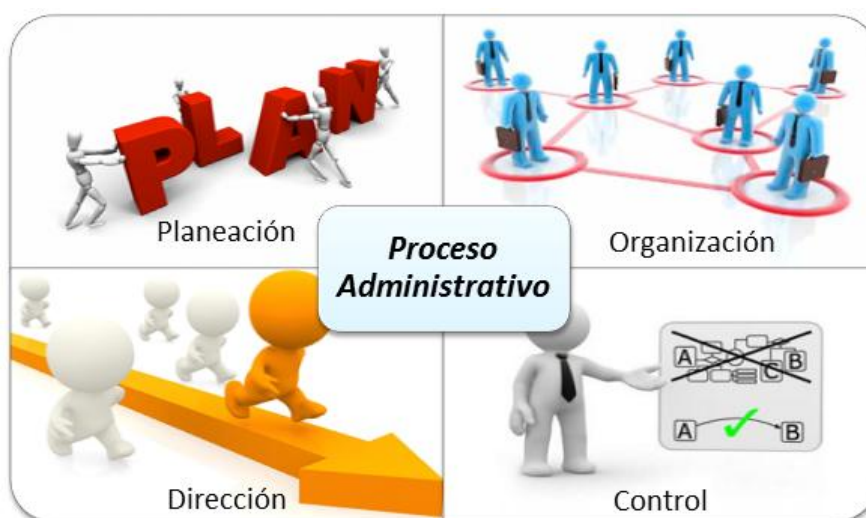 PLAN
Planeación
Organización
Proceso
Administrativo
A
C
B
A
B
Dirección
Control